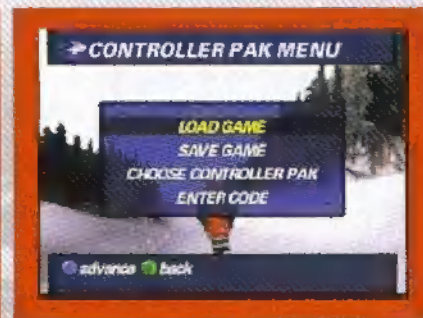 CONTROLLER PAK MENU
LOAD GAME
SAVE GAME
CHOOSE CONTROLLER PAK
ENTER CODE
advance back